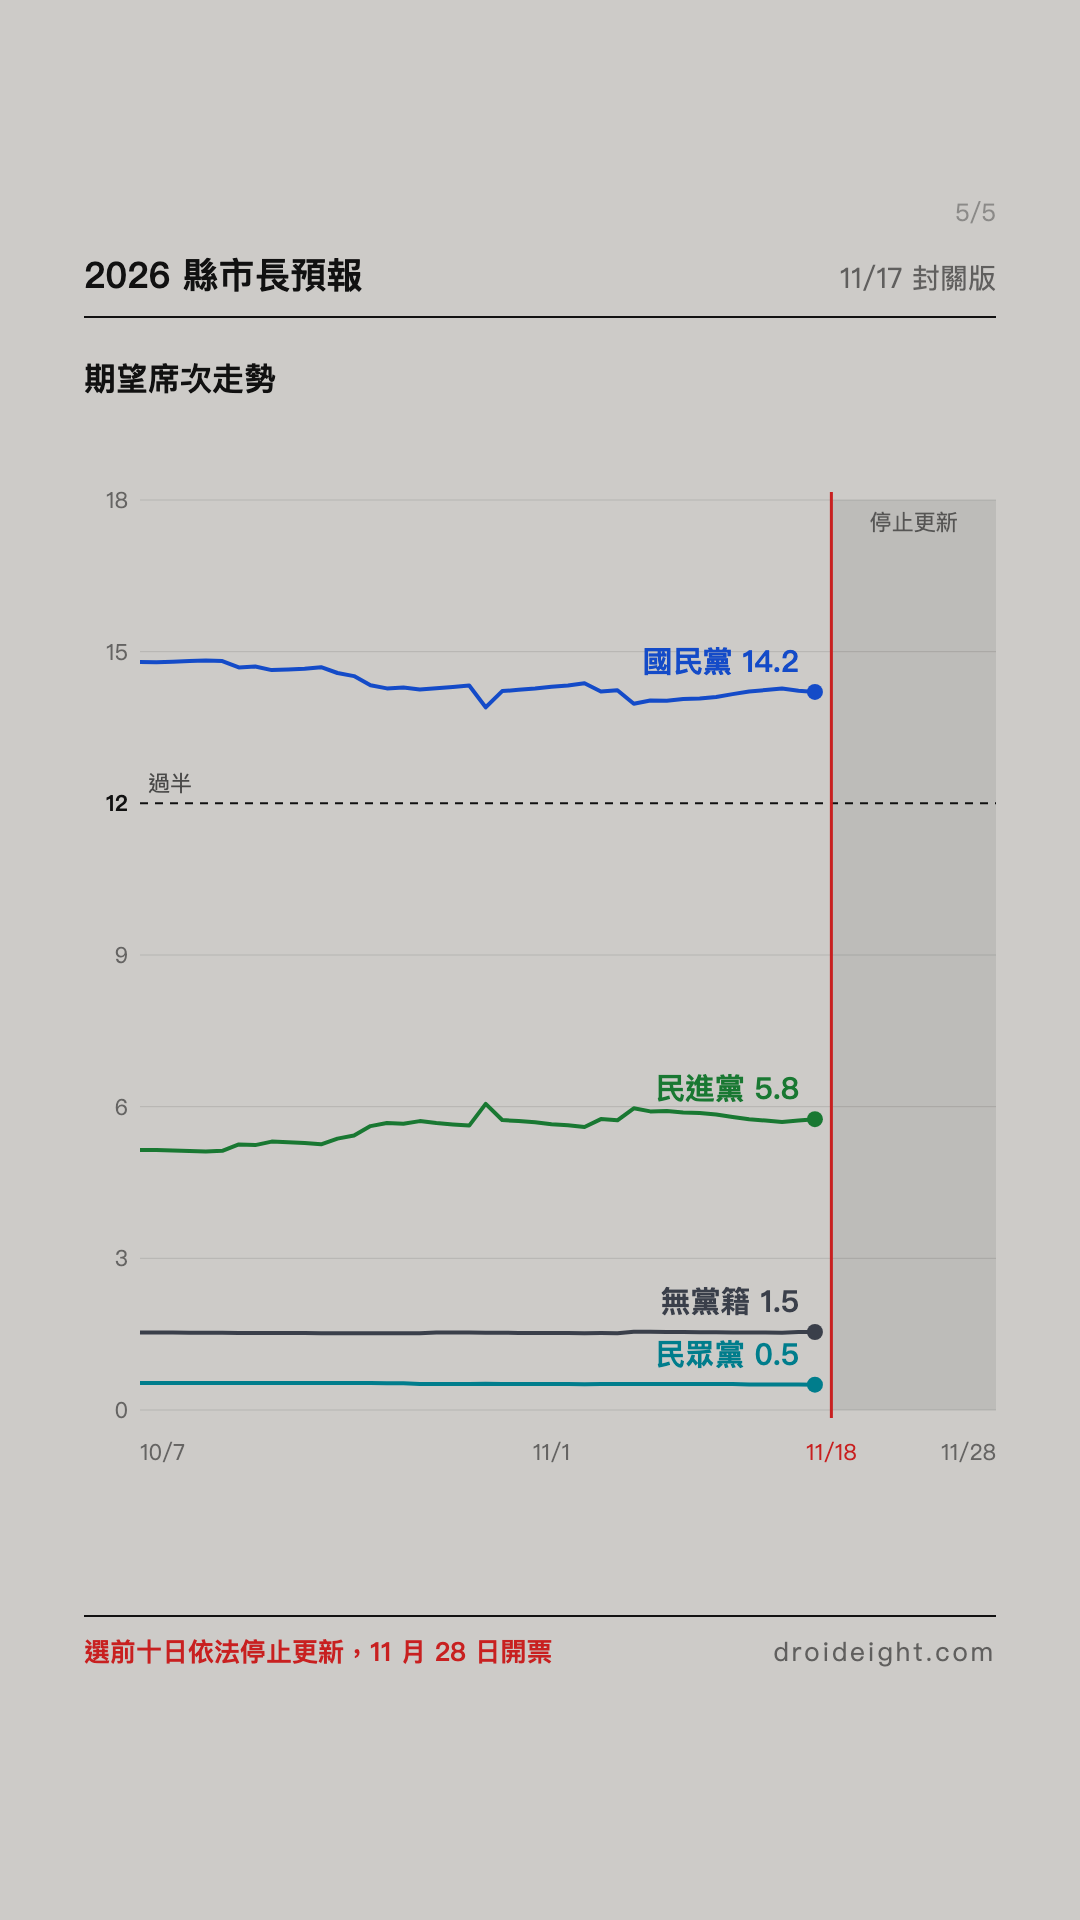 5/5
2026 縣市長預報
11/17 封關版
期望席次走勢
18
停止更新
15
國民黨 14.2
過半
12
9
民進黨 5.8
6
3
無黨籍 1.5
民眾黨 0.5
0
10/7
11/1
11/18
11/28
選前十日依法停止更新，11 月 28 日開票
droideight.com